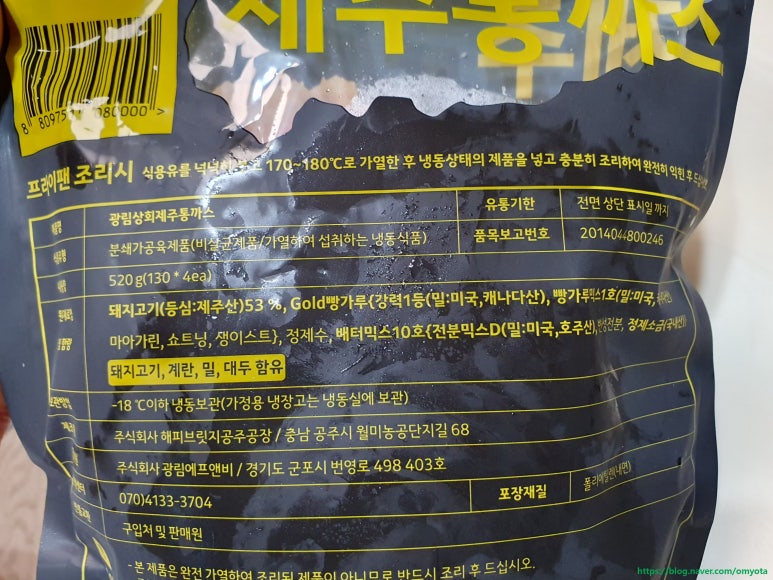 제주통까스
프라이팬 조리시 식용유를 170~180℃로 가열한 후 냉동상태의 제품을 넣고 충분히 조리하여 완전히 익힌 후
광림상회제주통까스 유통기한 전면 상단 표시일 까지
분쇄가공육제품(비살균제품/가열하여 섭취하는 냉동식품) 품목보고번호 2014044800246
520g(130 * 4ea)
돼지고기(등심:제주산)53 %, Gold빵가루{강력1등(밀:미국,캐나다산), 빵가루믹스1호(밀:미국,
마아가린, 쇼트닝, 생이스트}, 정제수, 배터믹스10호{전분믹스D(밀:미국,호주산), 정제소금(국내산)}
돼지고기, 계란, 밀, 대두 함유
-18 ℃이하 냉동보관(가정용 냉장고는 냉동실에 보관)
주식회사 해피브릿지공주공장 / 충남 공주시 월미농공단지길 68
주식회사 광림에프앤비 / 경기도 군포시 번영로 498 403호
070)4133-3704 포장재질 폴리에틸렌(내면)
구입처 및 판매원
- 본 제품은 완전 가열하여 조리된 제품이 아니므로 반드시 조리 후 드십시오.
https://blog.naver.com/omyota